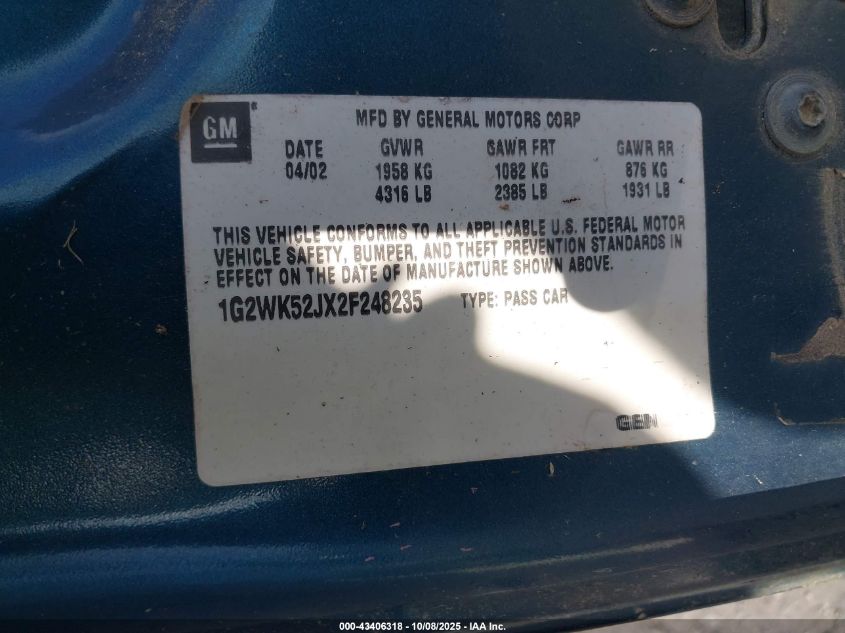 GM
MFD BY GENERAL MOTORS CORP
DATE GVWR GAWR FRT GAWR RR
04/02 1958 KG 1082 KG 876 KG
4316 LB 2385 LB 1931 LB
THIS VEHICLE CONFORMS TO ALL APPLICABLE U.S. FEDERAL MOTOR
VEHICLE SAFETY, BUMPER, AND THEFT PREVENTION STANDARDS IN
EFFECT ON THE DATE OF MANUFACTURE SHOWN ABOVE.
1G2WK52JX2F248235 TYPE: PASS CAR
GEN
000-43406318 - 10/08/2025 - IAA Inc.